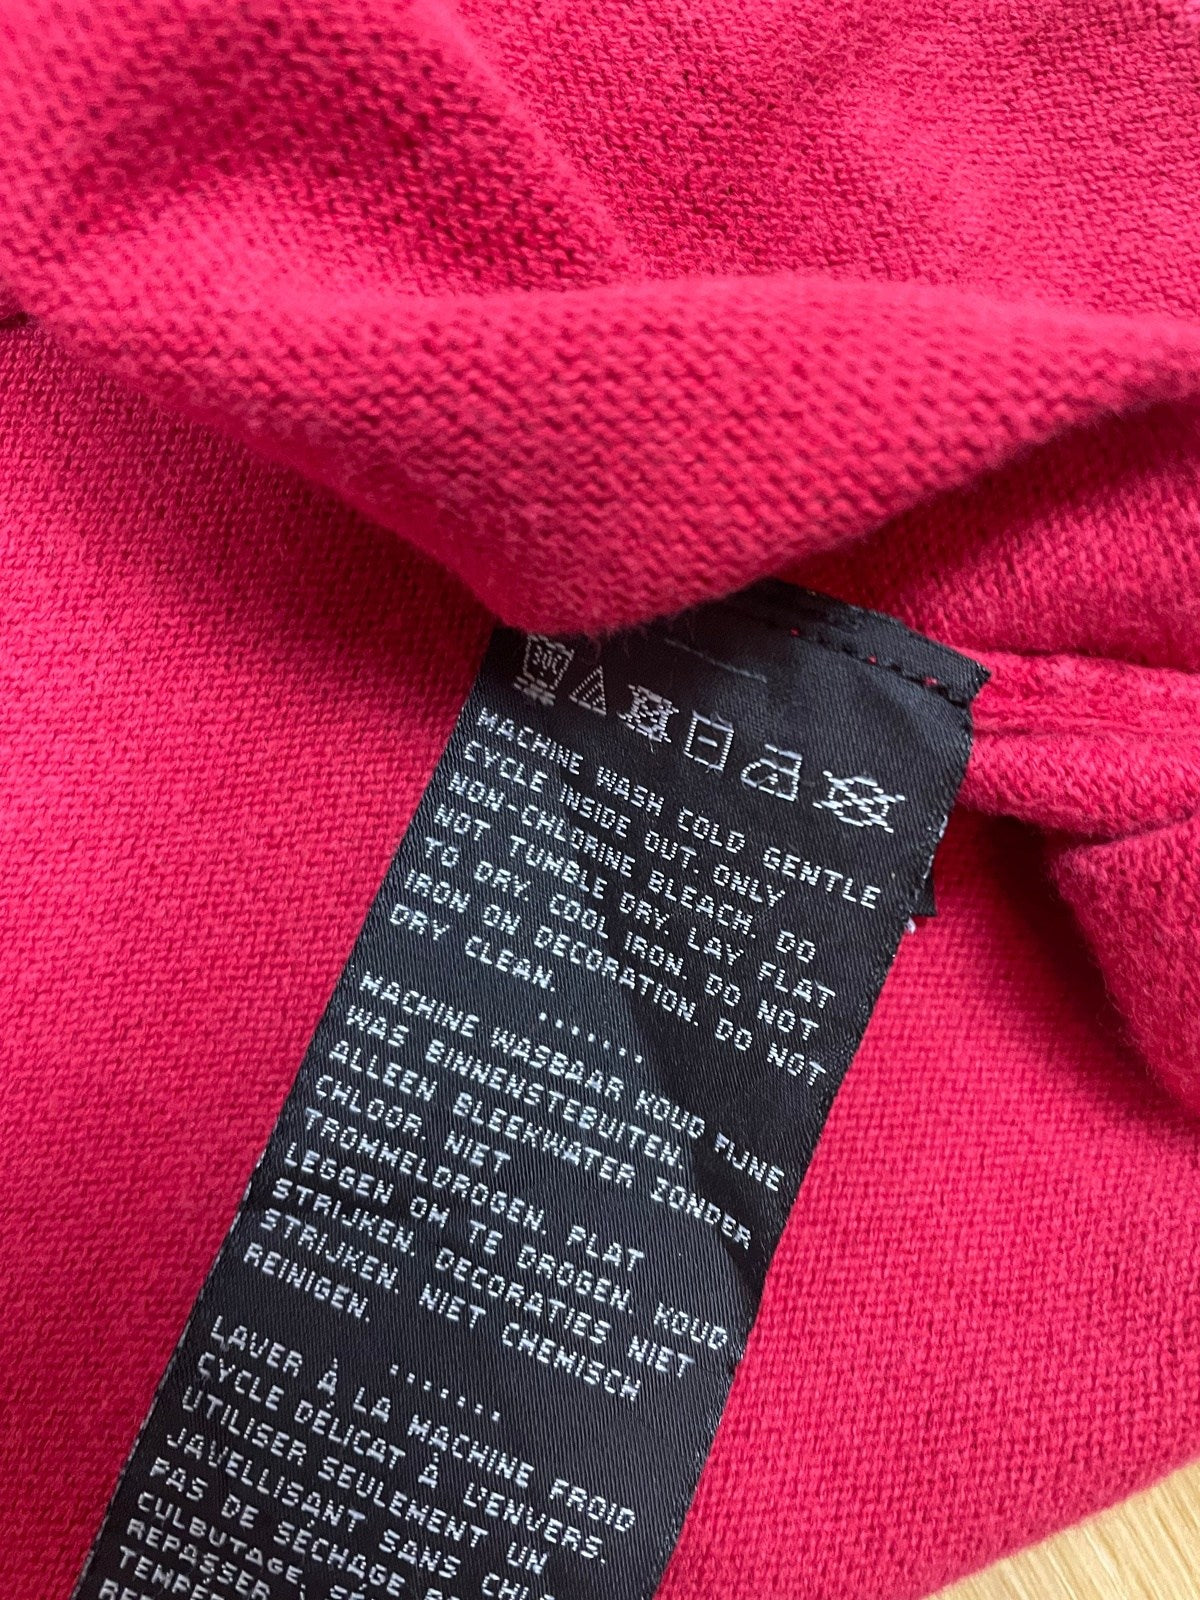 30C
MACHINE WASH COLD GENTLE
CYCLE INSIDE OUT. ONLY
NON-CHLORINE BLEACH. DO
NOT TUMBLE DRY. LAY FLAT
TO DRY. COOL IRON. DO NOT
IRON ON DECORATION. DO NOT
DRY CLEAN.
.......
MACHINE WASBAAR KOUD FIJNE
WAS BINNENSTEBUITEN.
ALLEEN BLEEKWATER ZONDER
CHLOOR. NIET
TROMMELDROGEN. PLAT
LEGGEN OM TE DROGEN. KOUD
STRIJKEN. DECORATIES NIET
STRIJKEN. NIET CHEMISCH
REINIGEN.
.......
LAVER À LA MACHINE FROID
CYCLE DÉLICAT À L'ENVERS.
UTILISER SEULEMENT UN
JAVELLISANT SANS
PAS DE SÉCHAGE
CULBUTAGE.
REPASSER